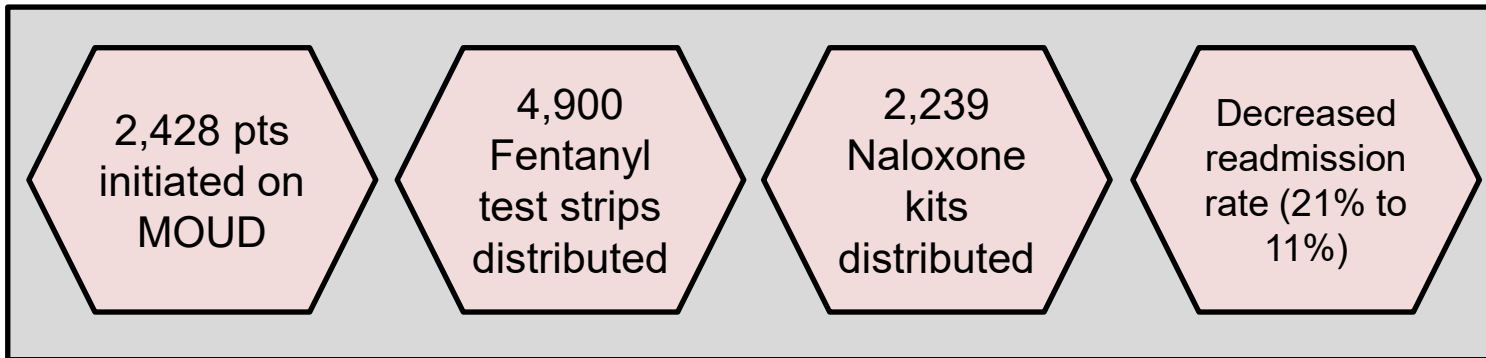 2,428 pts
initiated on
MOUD
4,900
Fentanyl
test strips
distributed
2,239
Naloxone
kits
distributed
Decreased
readmission
rate (21% to
11%)